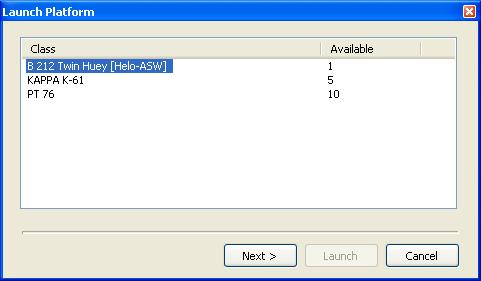 Launch Platform
Class Available
B 212 Twin Huey [Helo-ASW] 1
KAPPA K-61 5
PT 76 10
Next > Launch Cancel